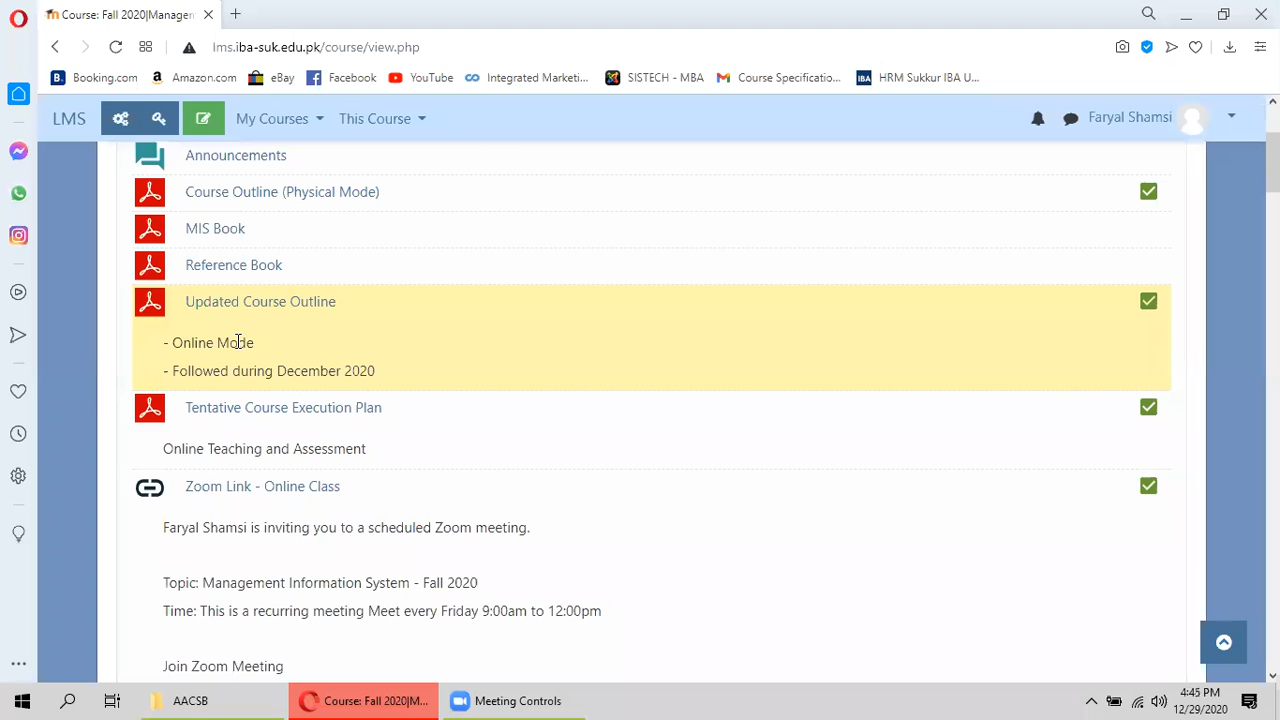 Course: Fall 2020|Managem
lms.iba-suk.edu.pk/course/view.php
Booking.com Amazon.com eBay Facebook YouTube Integrated Marketi... SISTECH - MBA Course Specificatio... HRM Sukkur IBA U...
LMS My Courses This Course Faryal Shamsi
Announcements
Course Outline (Physical Mode)
MIS Book
Reference Book
Updated Course Outline
- Online Mode
- Followed during December 2020
Tentative Course Execution Plan
Online Teaching and Assessment
Zoom Link - Online Class
Faryal Shamsi is inviting you to a scheduled Zoom meeting.
Topic: Management Information System - Fall 2020
Time: This is a recurring meeting Meet every Friday 9:00am to 12:00pm
Join Zoom Meeting
AACSB Course: Fall 2020|M... Meeting Controls
4:45 PM
12/29/2020